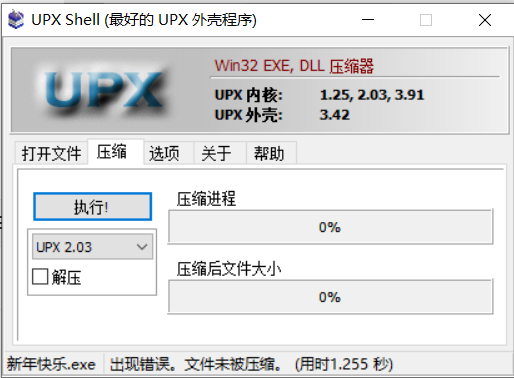 UPX Shell (最好的 UPX 外壳程序)
UPX
Win32 EXE, DLL 压缩器
UPX 内核: 1.25, 2.03, 3.91
UPX 外壳: 3.42
打开文件 压缩 选项 关于 帮助
执行!
压缩进程
0%
UPX 2.03
解压
压缩后文件大小
0%
新年快乐.exe 出现错误。文件未被压缩。 (用时1.255 秒)